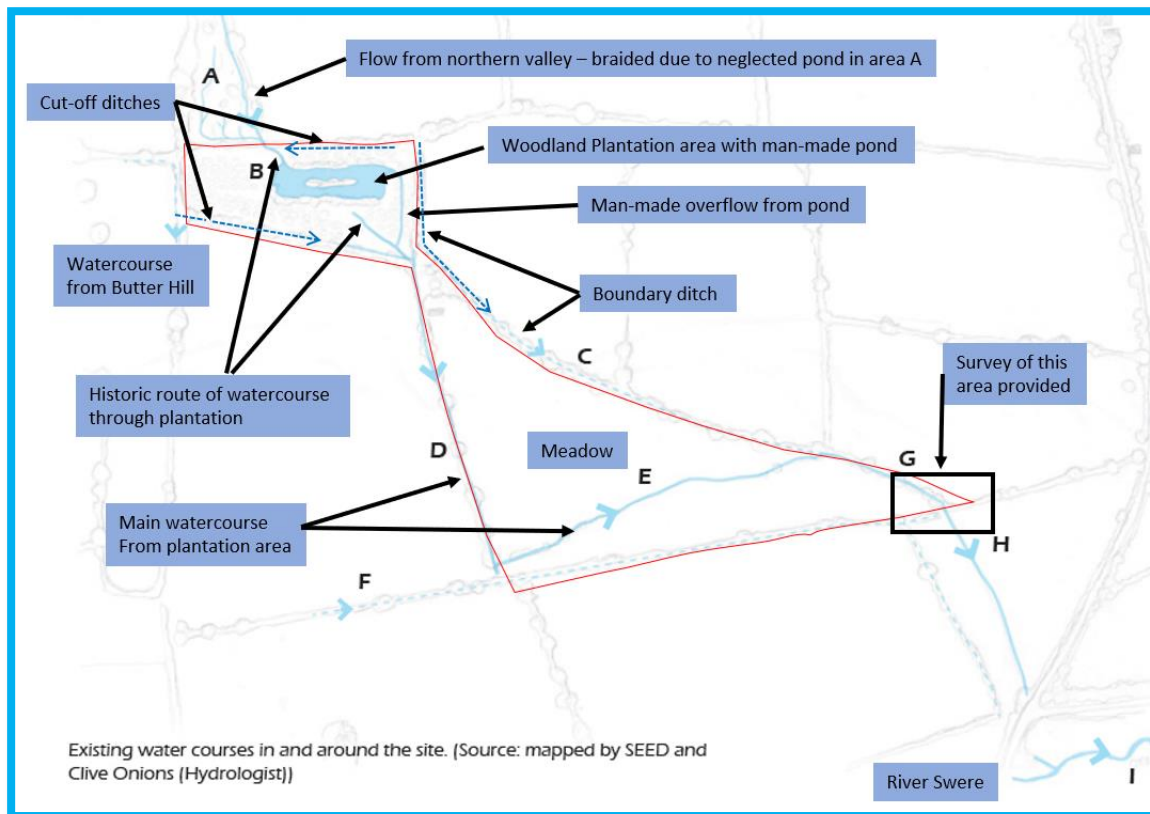 Flow from northern valley – braided due to neglected pond in area A
A
Cut-off ditches
Woodland Plantation area with man-made pond
B
Man-made overflow from pond
Watercourse
from Butter Hill
Boundary ditch
C
Survey of this
area provided
Historic route of watercourse
through plantation
D
Meadow
E
G
Main watercourse
From plantation area
H
F
Existing water courses in and around the site. (Source: mapped by SEED and
Clive Onions (Hydrologist))
River Swere
I